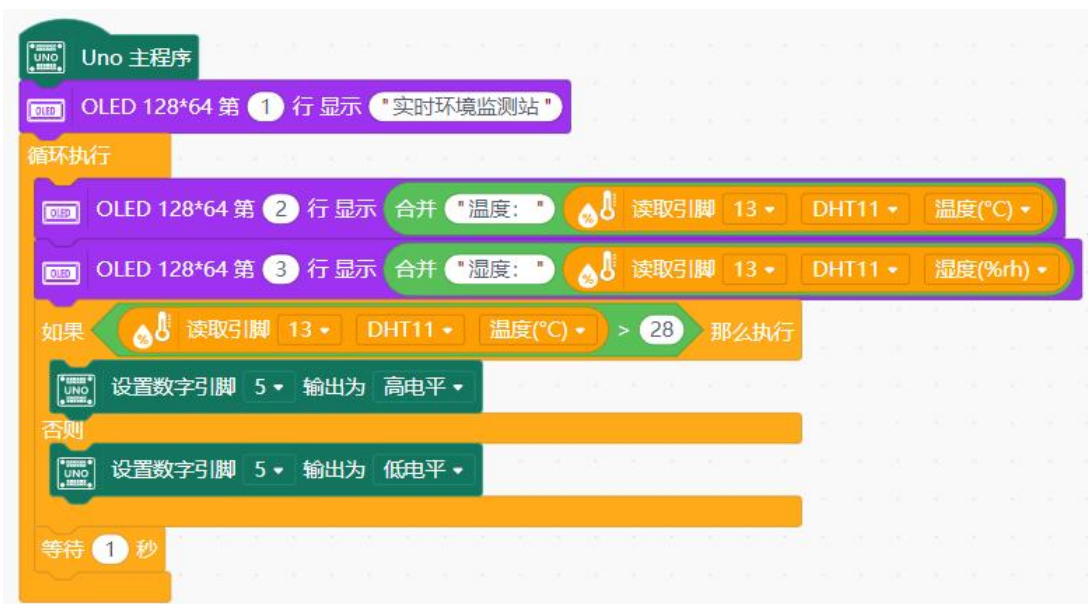 UNO Uno 主程序
OLED OLED 128*64 第 1 行 显示 "实时环境监测站"
循环执行
OLED OLED 128*64 第 2 行 显示 合并 "温度: " % 读取引脚 13 DHT11 温度(°C)
OLED OLED 128*64 第 3 行 显示 合并 "湿度: " % 读取引脚 13 DHT11 湿度(%rh)
如果 % 读取引脚 13 DHT11 温度(°C) > 28 那么执行
UNO 设置数字引脚 5 输出为 高电平
否则
UNO 设置数字引脚 5 输出为 低电平
等待 1 秒